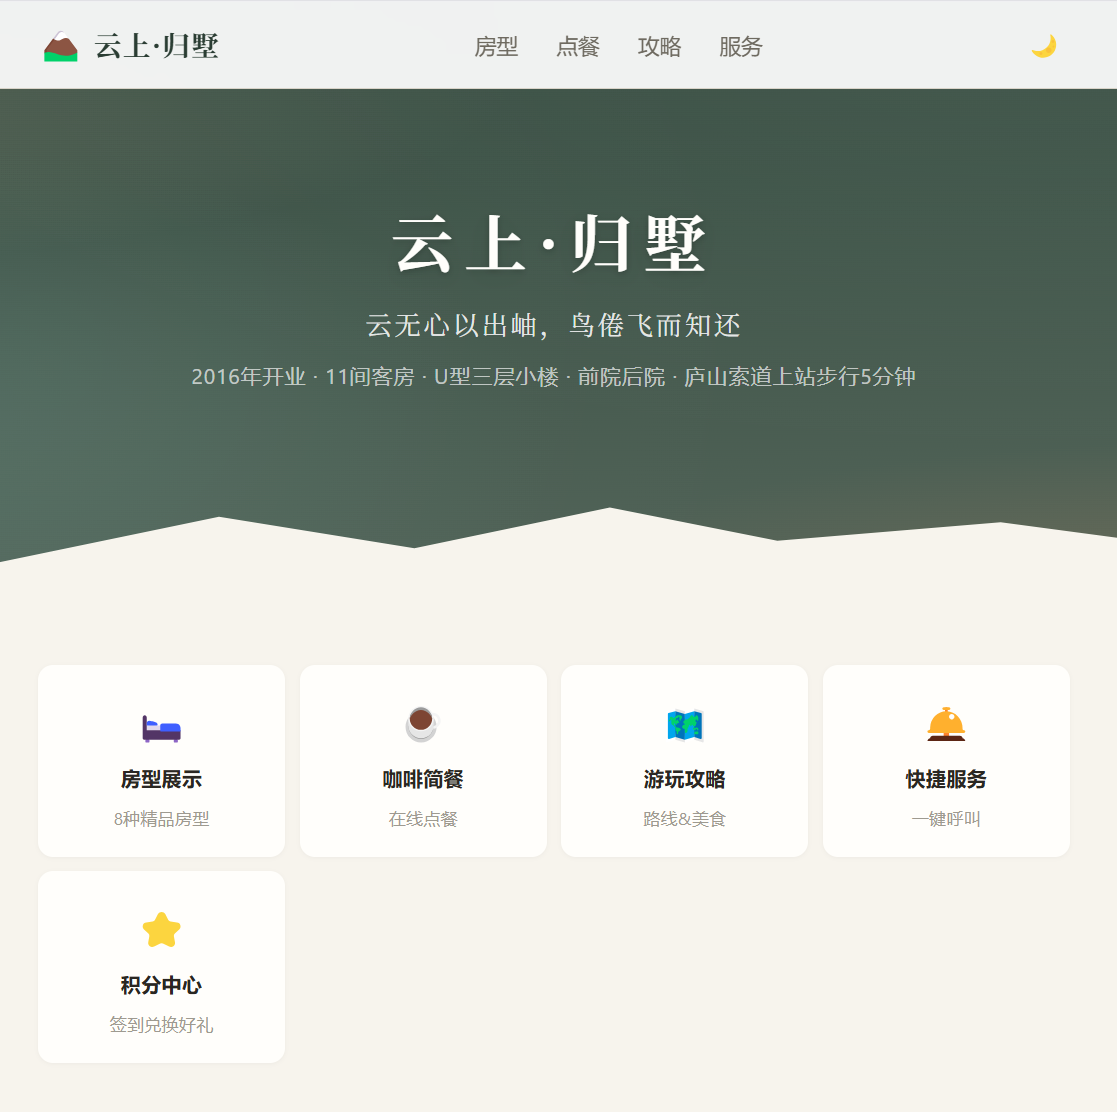 云上·归墅
房型 点餐 攻略 服务
云上·归墅
云无心以出岫，鸟倦飞而知还
2016年开业 · 11间客房 · U型三层小楼 · 前院后院 · 庐山索道上站步行5分钟
房型展示
8种精品房型
咖啡简餐
在线点餐
游玩攻略
路线&美食
快捷服务
一键呼叫
积分中心
签到兑换好礼